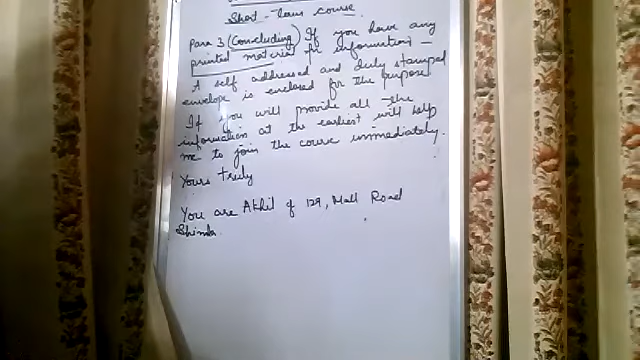 Short-term course
Para 3 (Concluding) If you have any
printed material for information -
A self addressed and duly stamped
envelope is enclosed for the purpose
If you will provide all the
information at the earliest will help
me to join the course immediately.
Yours truly
You are Akhil of 129, Mall Road
Shimla